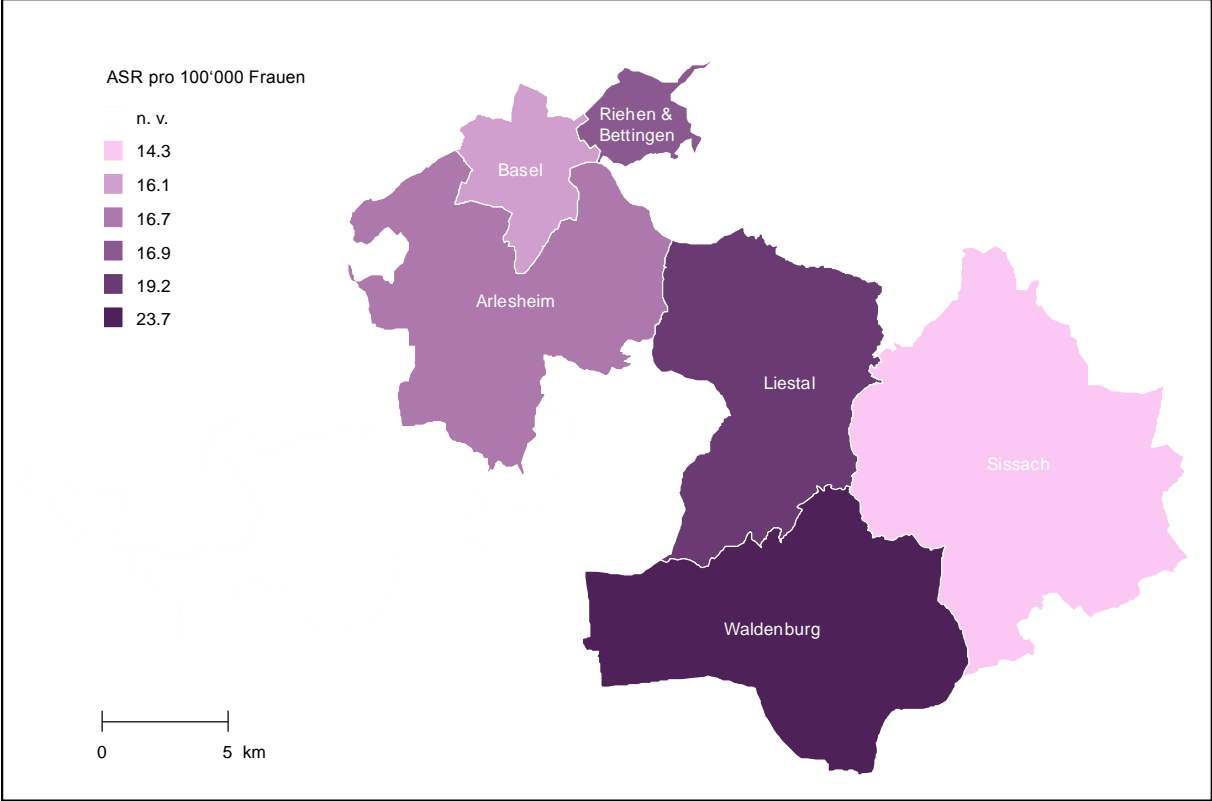 ASR pro 100‘000 Frauen
n. v.
14.3
16.1
16.7
16.9
19.2
23.7
Riehen &
Bettingen
Basel
Arlesheim
Liestal
Sissach
Waldenburg
0 5 km